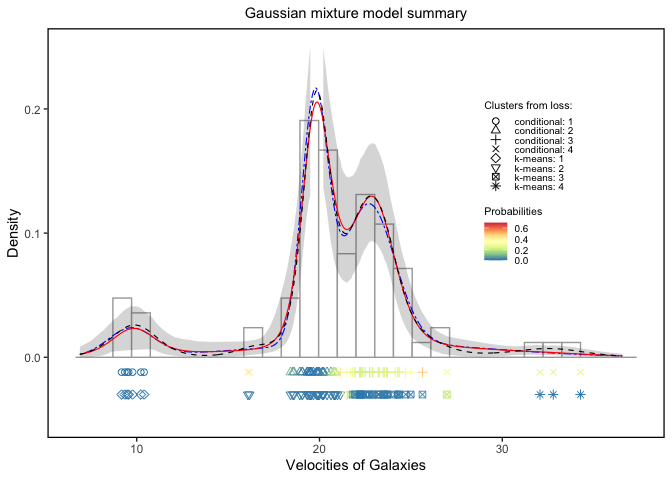 Gaussian mixture model summary
Clusters from loss:
conditional: 1
conditional: 2
conditional: 3
conditional: 4
k-means: 1
k-means: 2
k-means: 3
k-means: 4
Probabilities
0.6
0.4
0.2
0.0
Density
0.2
0.1
0.0
10 20 30
Velocities of Galaxies